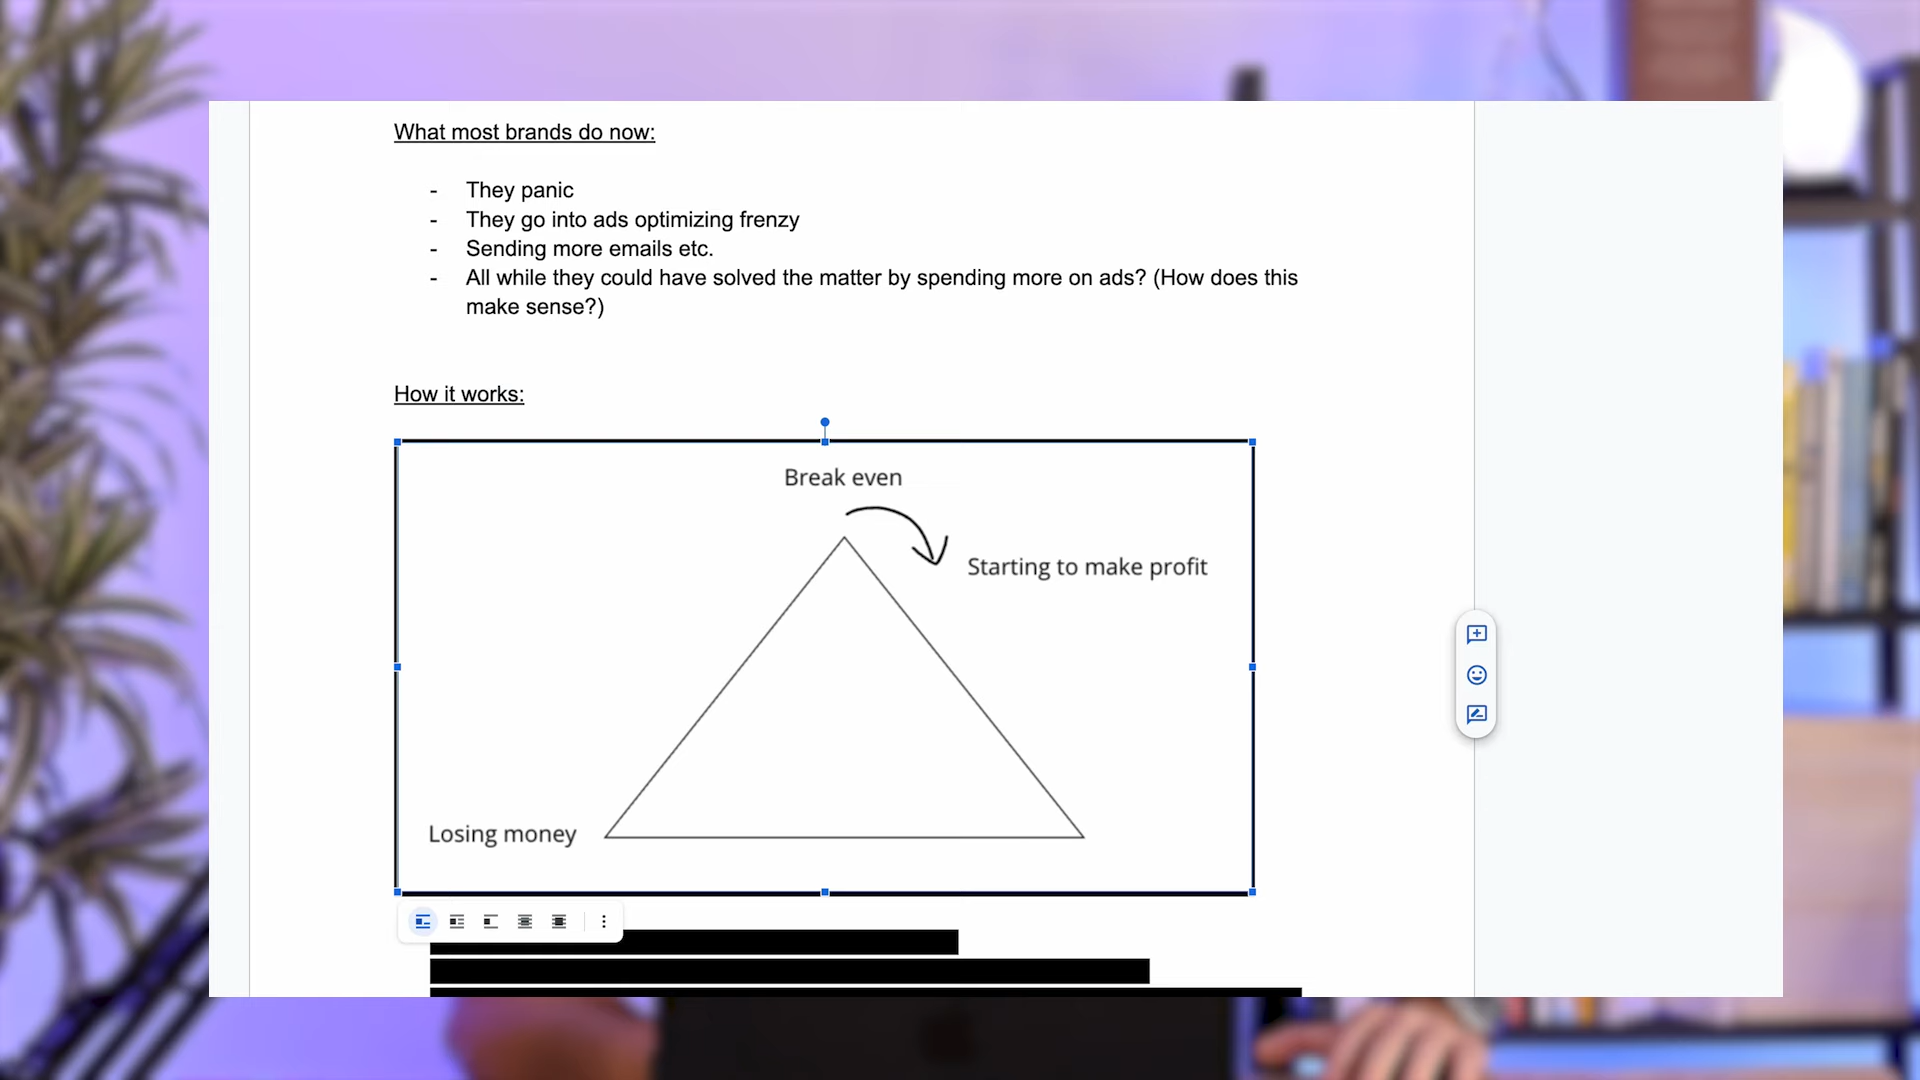 What most brands do now:
- They panic
- They go into ads optimizing frenzy
- Sending more emails etc.
- All while they could have solved the matter by spending more on ads? (How does this
make sense?)
How it works:
Break even
Starting to make profit
Losing money